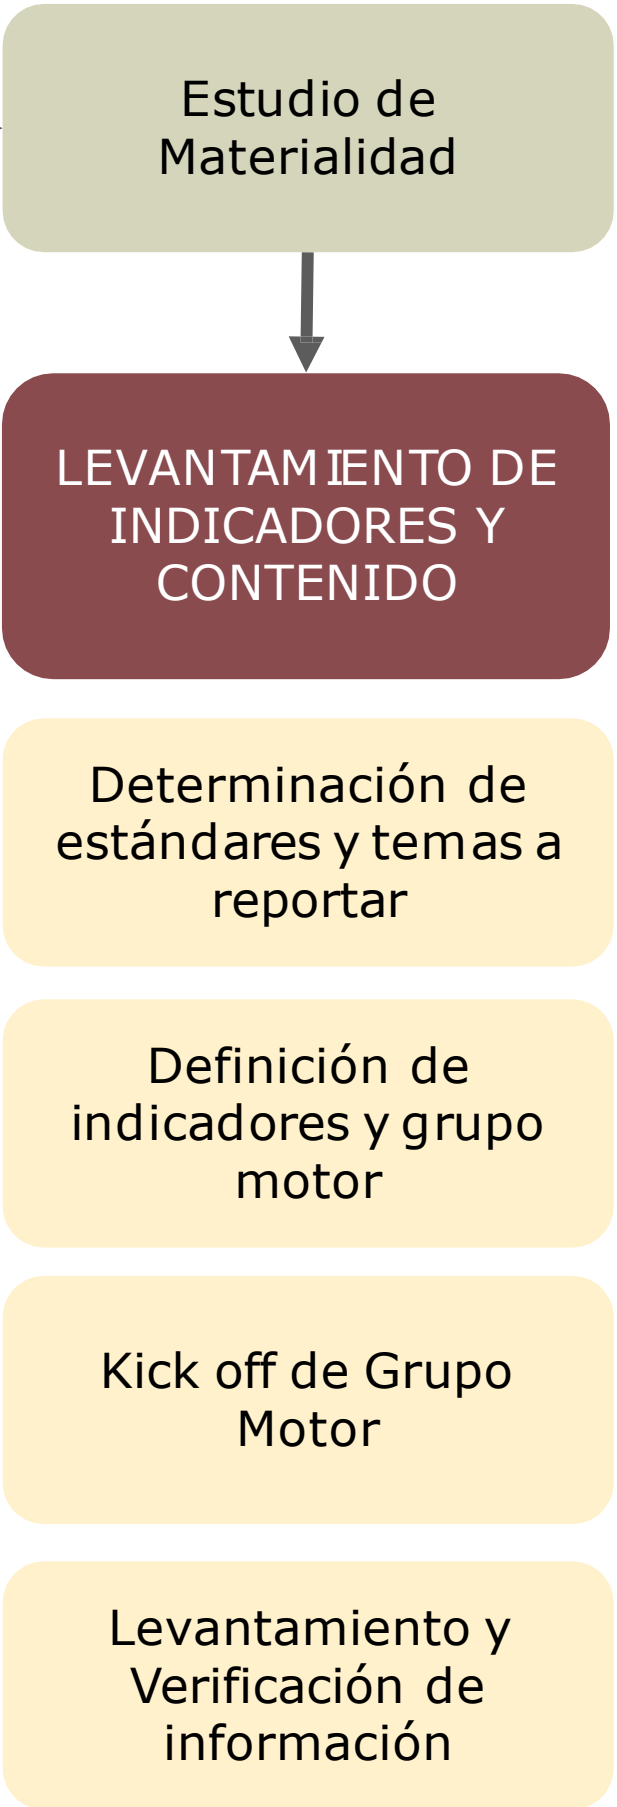 Estudio de
Materialidad
LEVANTAMIENTO DE
INDICADORES Y
CONTENIDO
Determinación de
estándares y temas a
reportar
Definición de
indicadores y grupo
motor
Kick off de Grupo
Motor
Levantamiento y
Verificación de
información